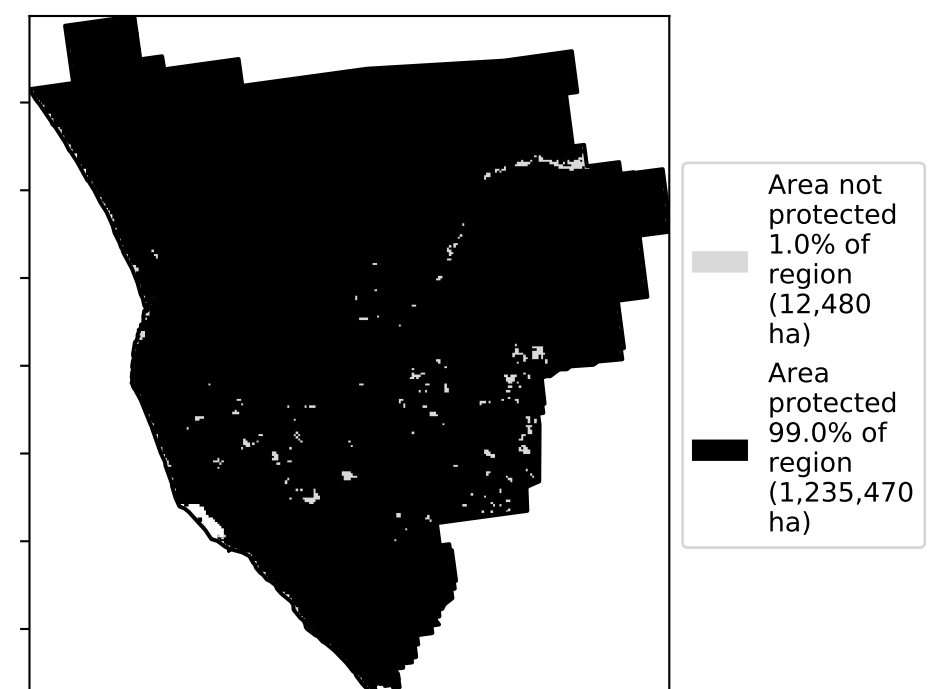 Area not
protected
1.0% of
region
(12,480
ha)
Area
protected
99.0% of
region
(1,235,470
ha)